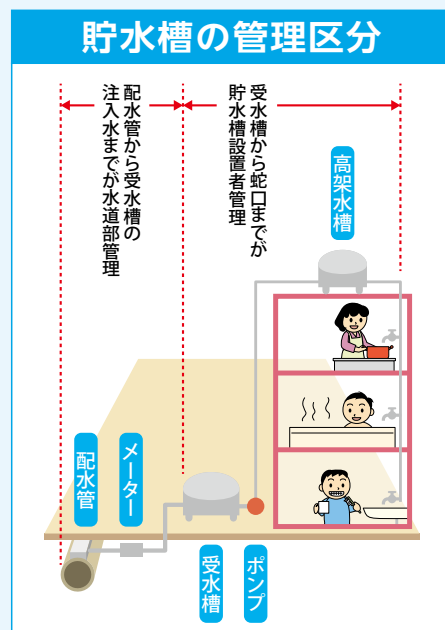 貯水槽の管理区分
受水槽から蛇口までが
貯水槽設置者管理
配水管から受水槽の
注入水までが水道部管理
高架水槽
配水管
メーター
受水槽
ポンプ